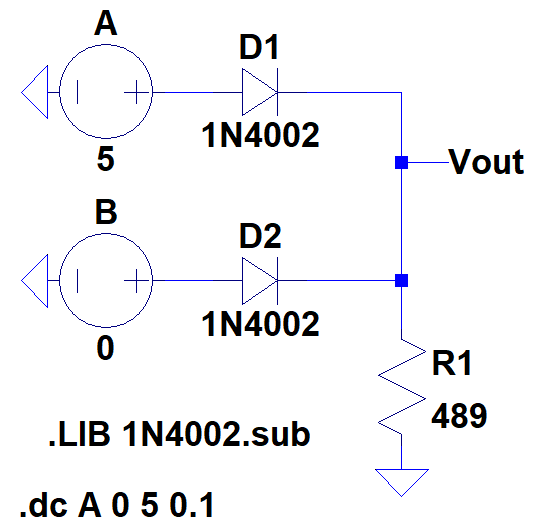 A
D1
1N4002
5
Vout
B
D2
1N4002
0
R1
489
.LIB 1N4002.sub
.dc A 0 5 0.1